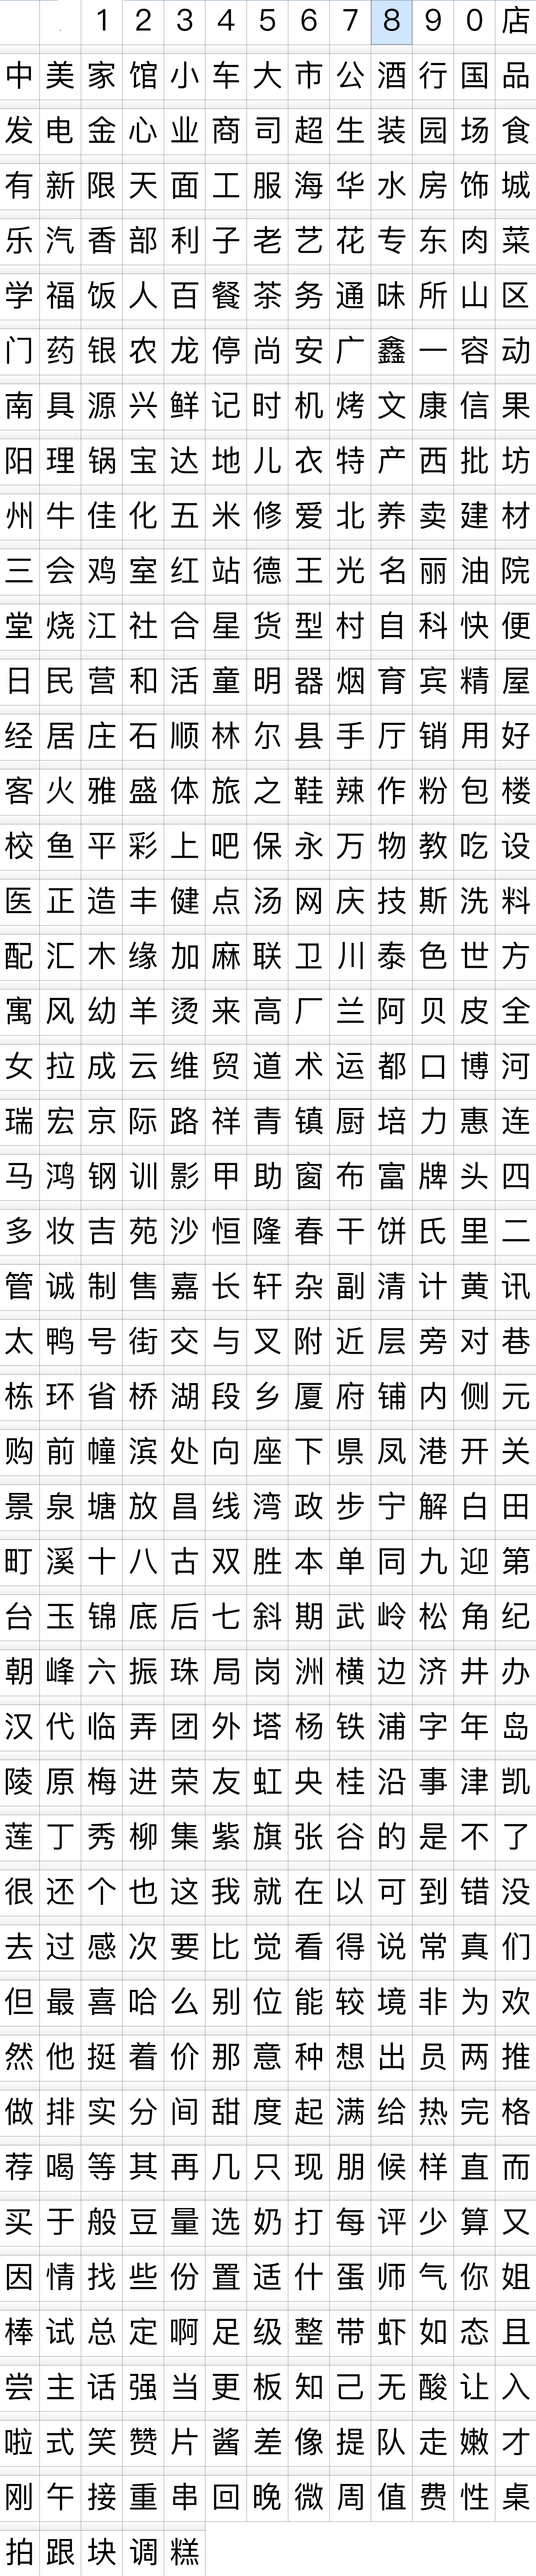 . 1 2 3 4 5 6 7 8 9 0 店
中 美 家 馆 小 车 大 市 公 酒 行 国 品
发 电 金 心 业 商 司 超 生 装 园 场 食
有 新 限 天 面 工 服 海 华 水 房 饰 城
乐 汽 香 部 利 子 老 艺 花 专 东 肉 菜
学 福 饭 人 百 餐 茶 务 通 味 所 山 区
门 药 银 农 龙 停 尚 安 广 鑫 一 容 动
南 具 源 兴 鲜 记 时 机 烤 文 康 信 果
阳 理 锅 宝 达 地 儿 衣 特 产 西 批 坊
州 牛 佳 化 五 米 修 爱 北 养 卖 建 材
三 会 鸡 室 红 站 德 王 光 名 丽 油 院
堂 烧 江 社 合 星 货 型 村 自 科 快 便
日 民 营 和 活 童 明 器 烟 育 宾 精 屋
经 居 庄 石 顺 林 尔 县 手 厅 销 用 好
客 火 雅 盛 体 旅 之 鞋 辣 作 粉 包 楼
校 鱼 平 彩 上 吧 保 永 万 物 教 吃 设
医 正 造 丰 健 点 汤 网 庆 技 斯 洗 料
配 汇 木 缘 加 麻 联 卫 川 泰 色 世 方
寓 风 幼 羊 烫 来 高 厂 兰 阿 贝 皮 全
女 拉 成 云 维 贸 道 术 运 都 口 博 河
瑞 宏 京 际 路 祥 青 镇 厨 培 力 惠 连
马 鸿 钢 训 影 甲 助 窗 布 富 牌 头 四
多 妆 吉 苑 沙 恒 隆 春 干 饼 氏 里 二
管 诚 制 售 嘉 长 轩 杂 副 清 计 黄 讯
太 鸭 号 街 交 与 叉 附 近 层 旁 对 巷
栋 环 省 桥 湖 段 乡 厦 府 铺 内 侧 元
购 前 幢 滨 处 向 座 下 県 凤 港 开 关
景 泉 塘 放 昌 线 湾 政 步 宁 解 白 田
町 溪 十 八 古 双 胜 本 单 同 九 迎 第
台 玉 锦 底 后 七 斜 期 武 岭 松 角 纪
朝 峰 六 振 珠 局 岗 洲 横 边 济 井 办
汉 代 临 弄 团 外 塔 杨 铁 浦 字 年 岛
陵 原 梅 进 荣 友 虹 央 桂 沿 事 津 凯
莲 丁 秀 柳 集 紫 旗 张 谷 的 是 不 了
很 还 个 也 这 我 就 在 以 可 到 错 没
去 过 感 次 要 比 觉 看 得 说 常 真 们
但 最 喜 哈 么 别 位 能 较 境 非 为 欢
然 他 挺 着 价 那 意 种 想 出 员 两 推
做 排 实 分 间 甜 度 起 满 给 热 完 格
荐 喝 等 其 再 几 只 现 朋 候 样 直 而
买 于 般 豆 量 选 奶 打 每 评 少 算 又
因 情 找 些 份 置 适 什 蛋 师 气 你 姐
棒 试 总 定 啊 足 级 整 带 虾 如 态 且
尝 主 话 强 当 更 板 知 己 无 酸 让 入
啦 式 笑 赞 片 酱 差 像 提 队 走 嫩 才
刚 午 接 重 串 回 晚 微 周 值 费 性 桌
拍 跟 块 调 糕